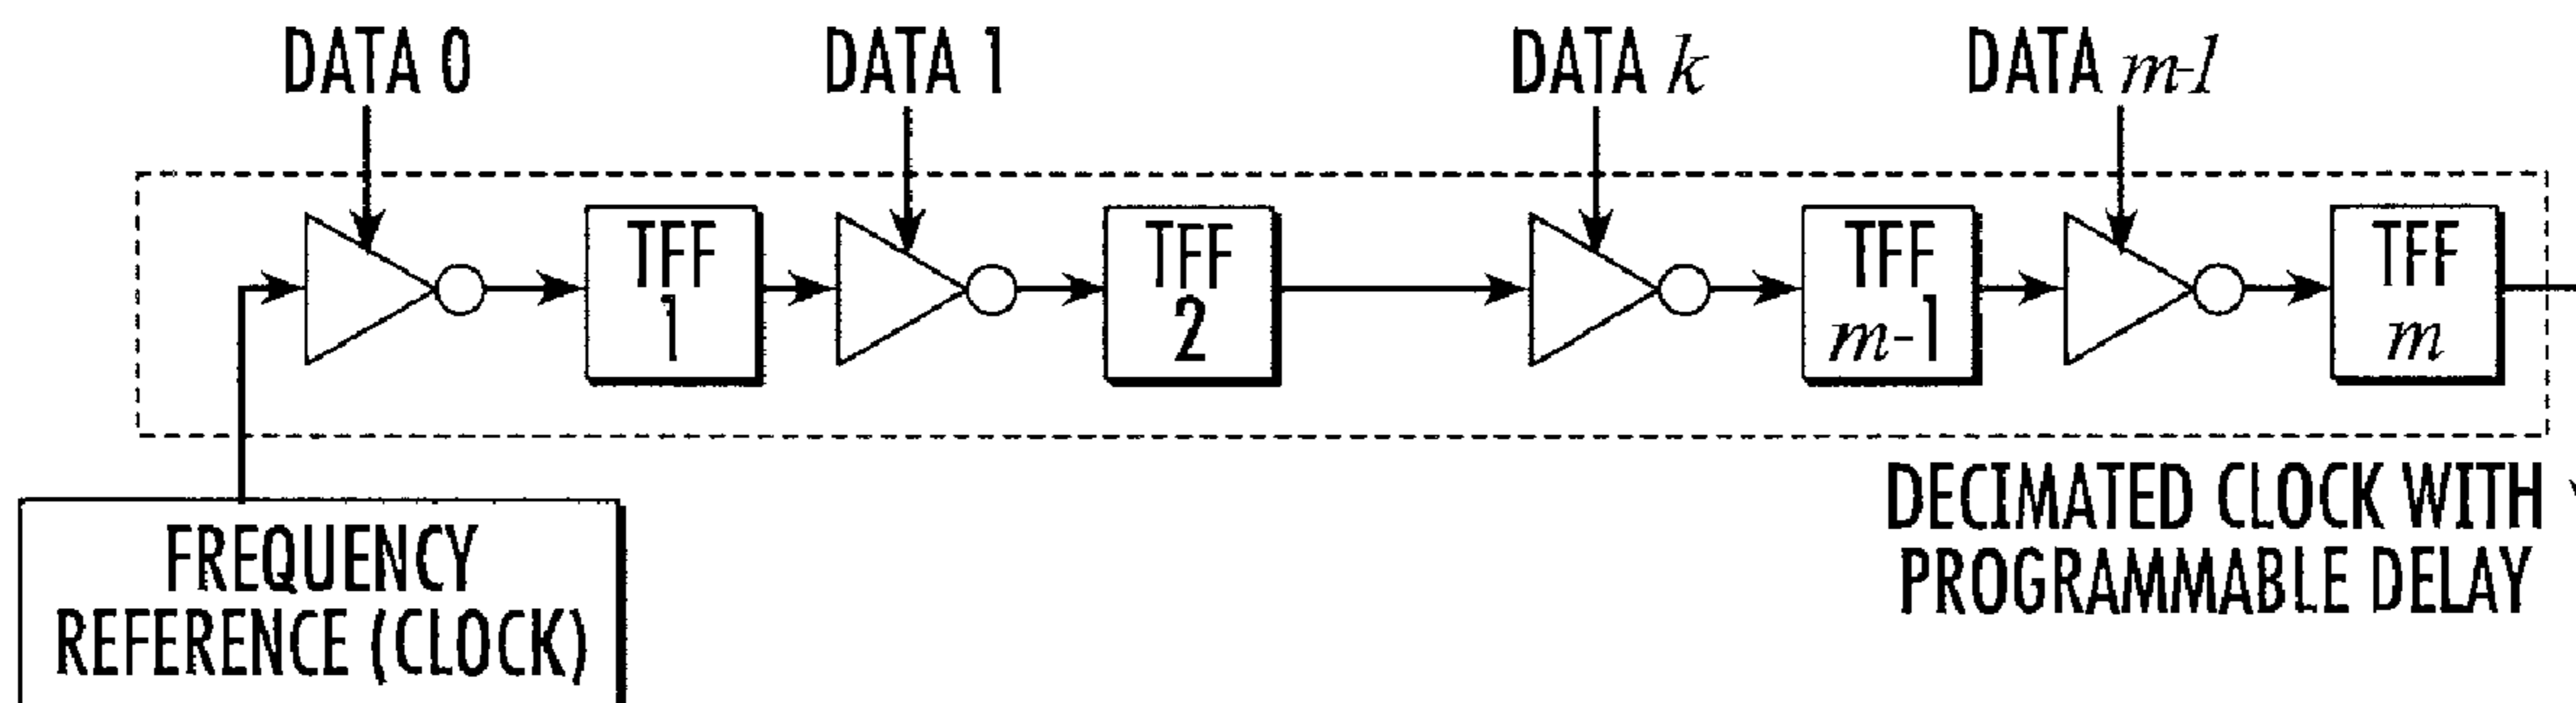 DATA 0
DATA 1
DATA k
DATA m-1
TFF
1
TFF
2
TFF
m-1
TFF
m
FREQUENCY
REFERENCE (CLOCK)
DECIMATED CLOCK WITH
PROGRAMMABLE DELAY